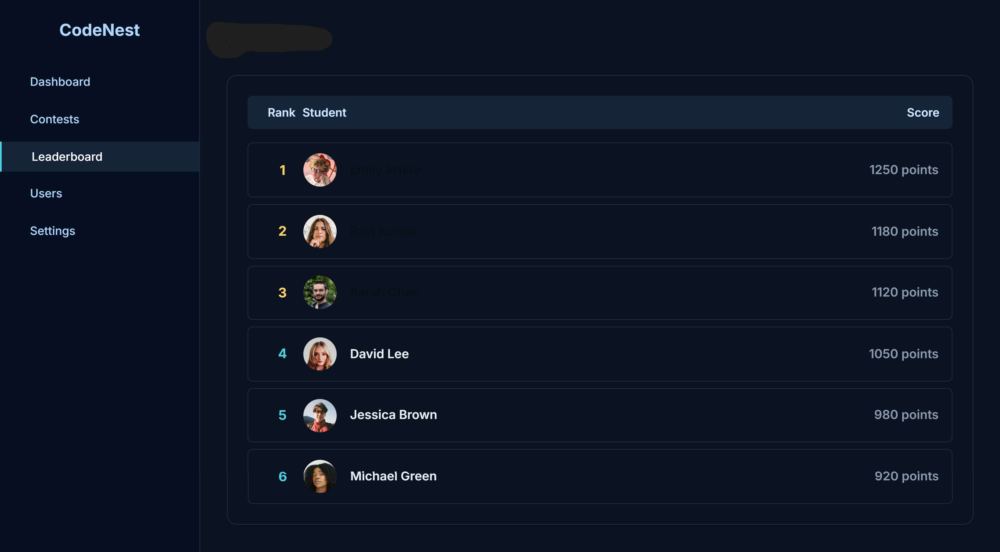 CodeNest
Dashboard
Contests
Leaderboard
Users
Settings
Rank Student Score
1 Emily White 1250 points
2 Ravi Kumar 1180 points
3 Sarah Chen 1120 points
4 David Lee 1050 points
5 Jessica Brown 980 points
6 Michael Green 920 points